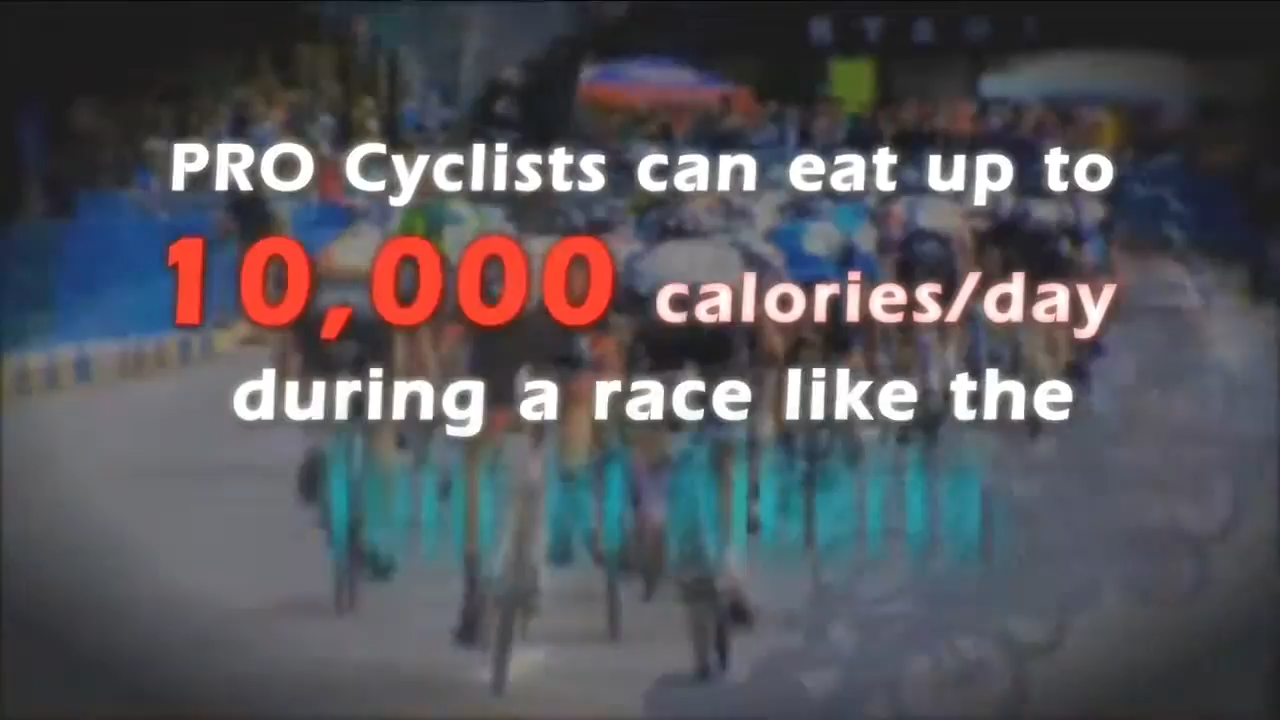 PRO Cyclists can eat up to
10,000 calories/day
during a race like the